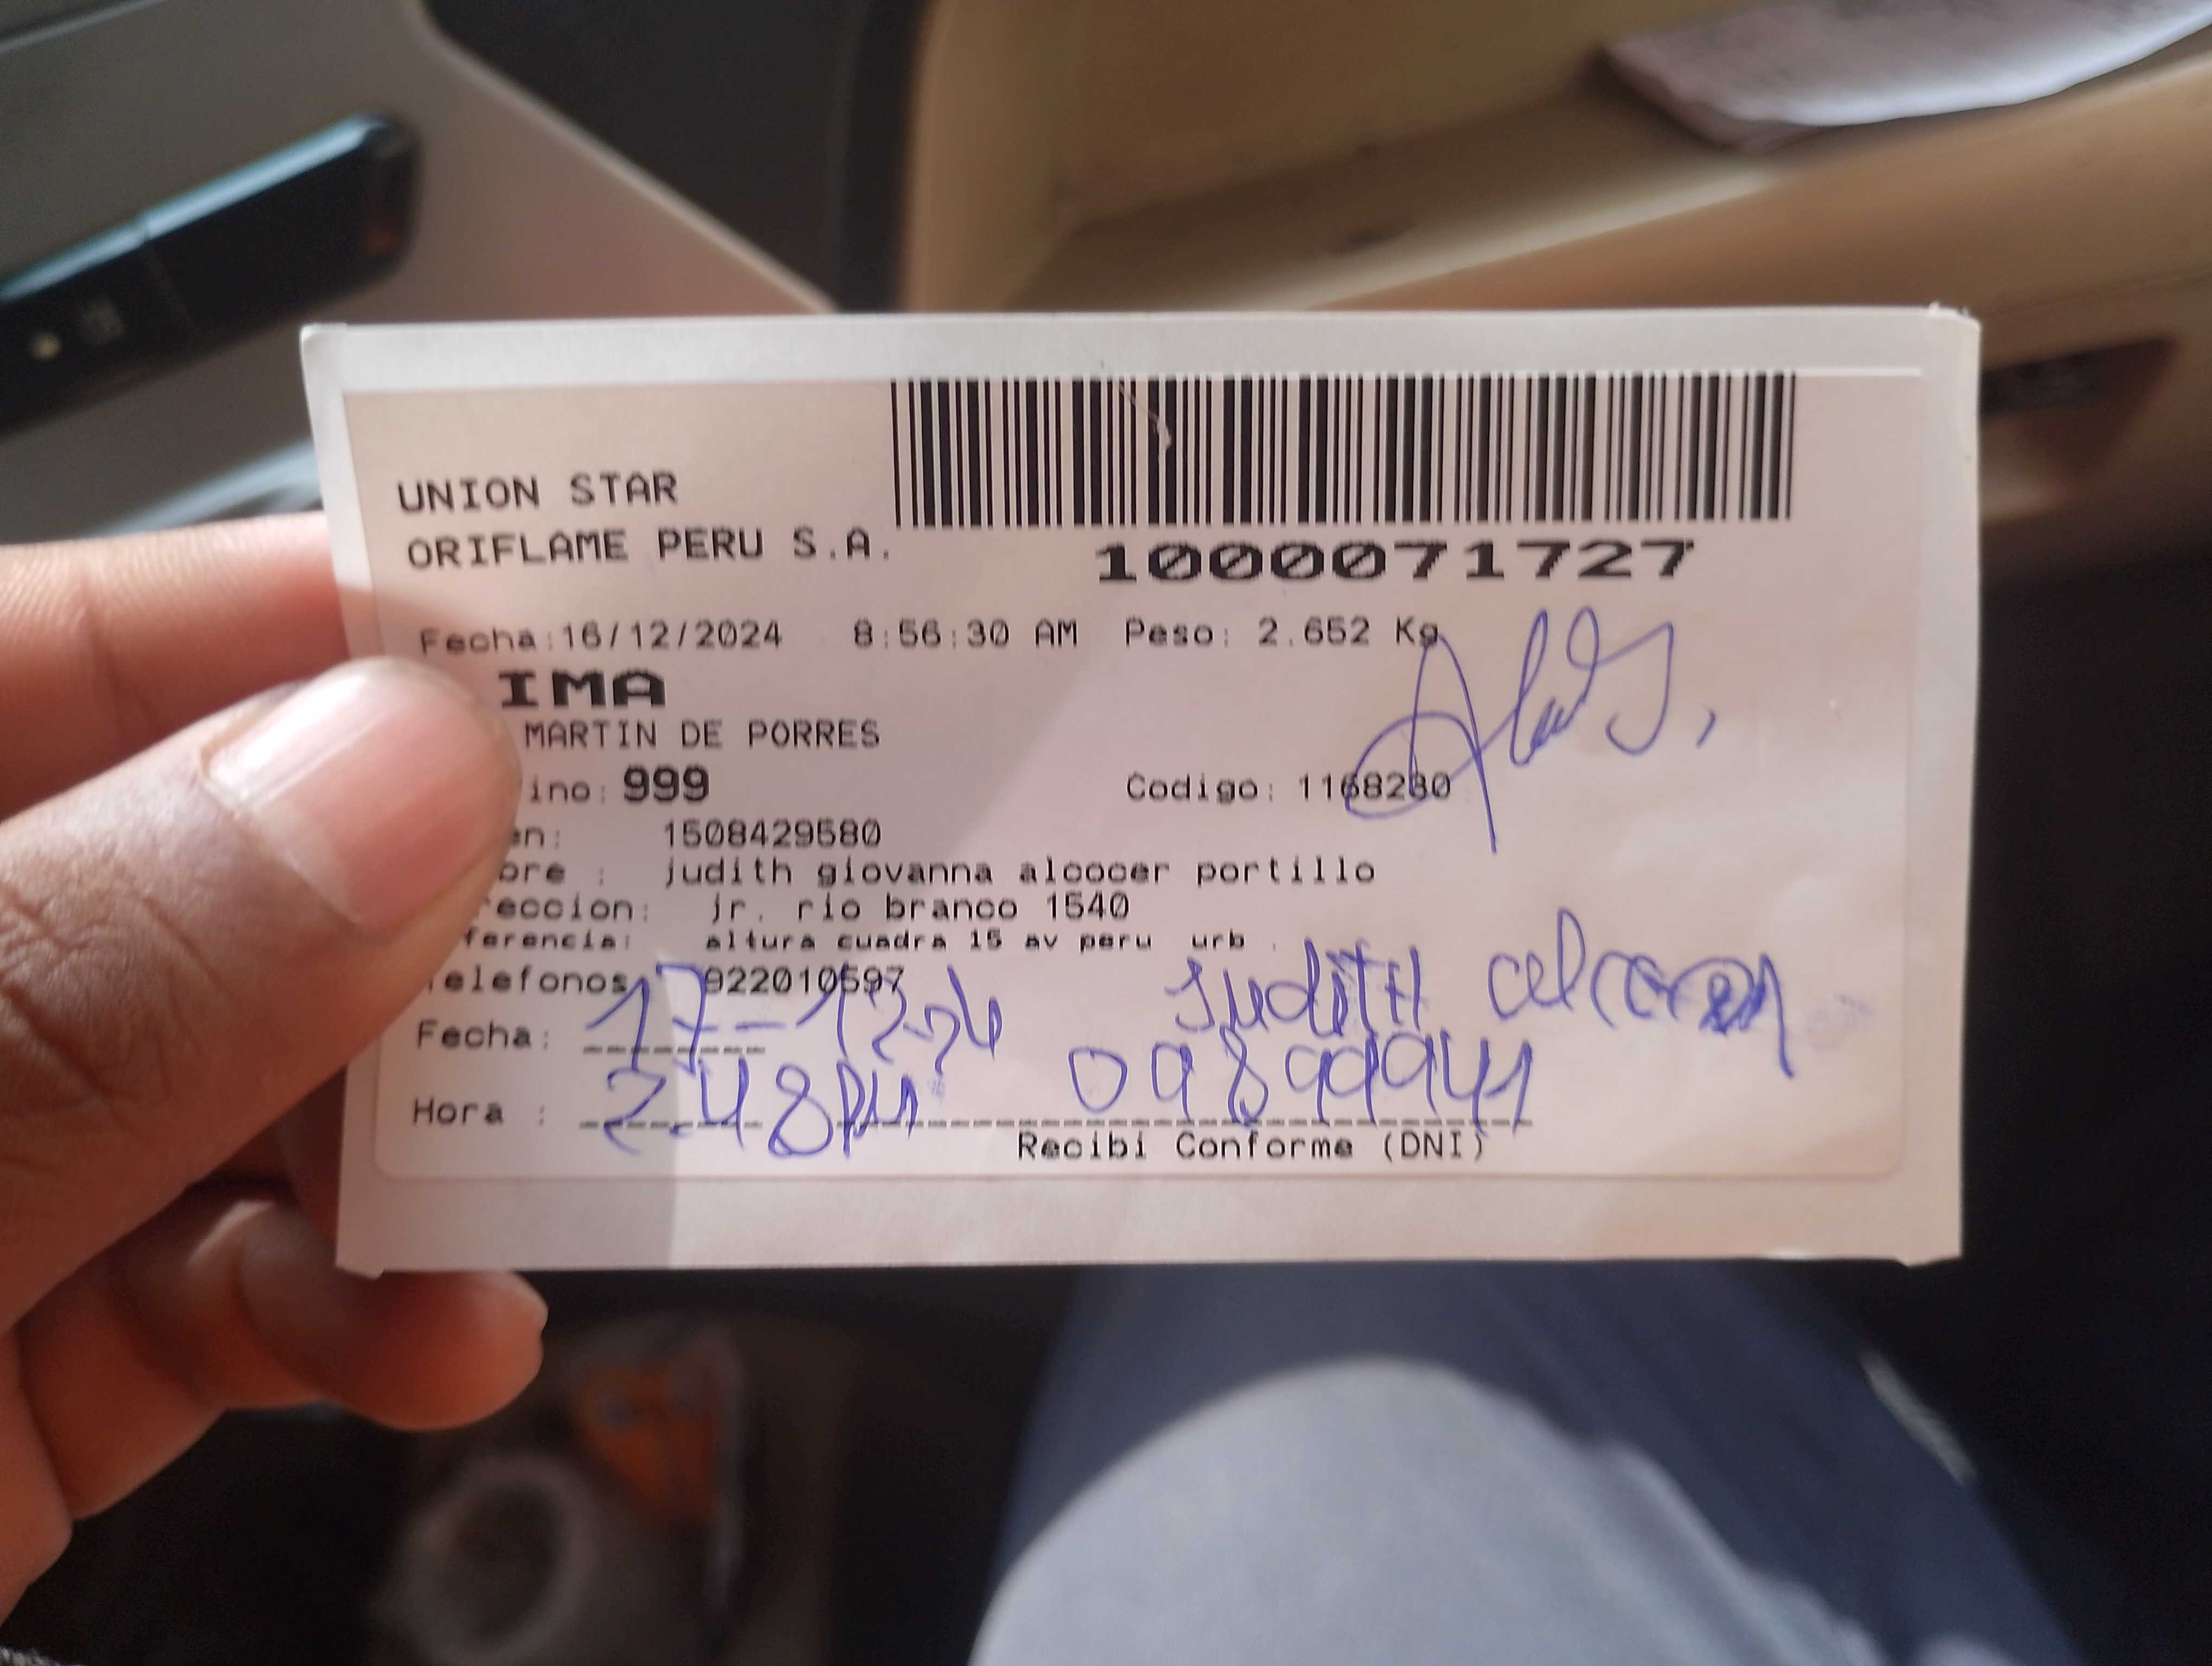 UNION STAR
ORIFLAME PERU S.A.
1000071727
Fecha:16/12/2024 8:56:30 AM Peso: 2.652 Kg
IMA
MARTIN DE PORRES
ino: 999 Codigo: 1168280
en: 1508429580
bre : judith giovanna alcocer portillo
reccion: jr. rio branco 1540
ferencia: altura cuadra 15 av peru urb .
elefonos 922010597
Judith
Fecha: 17-12-24
Hora : 2.48PM 09899941
Recibi Conforme (DNI)